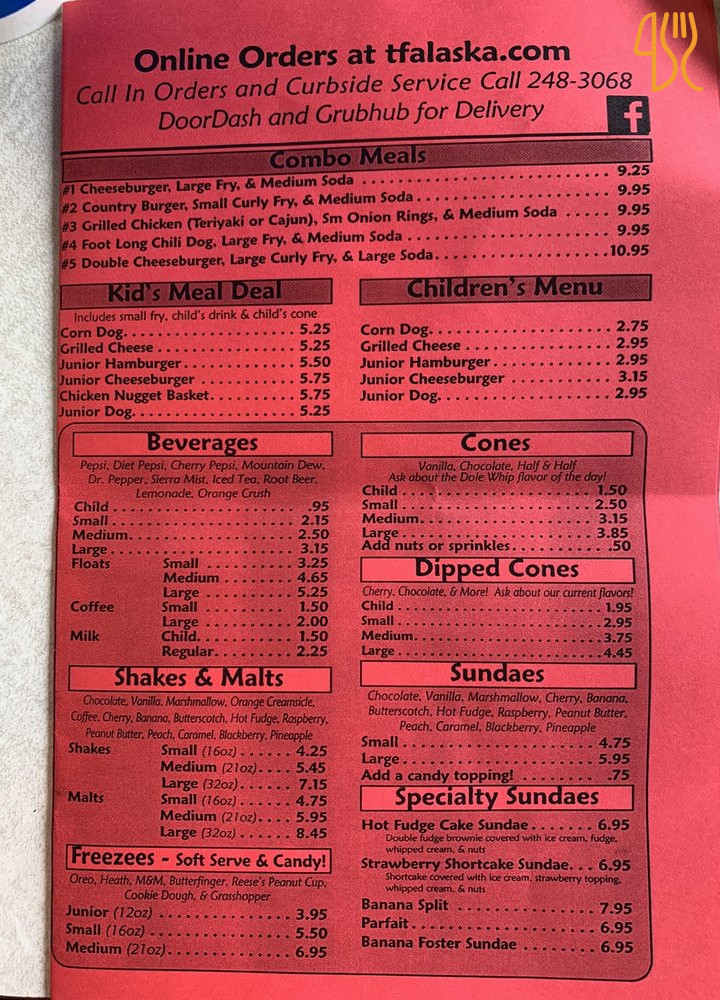 Online Orders at tfalaska.com
Call In Orders and Curbside Service Call 248-3068
DoorDash and Grubhub for Delivery
f
Combo Meals
#1 Cheeseburger, Large Fry, & Medium Soda 9.25
#2 Country Burger, Small Curly Fry, & Medium Soda 9.95
#3 Grilled Chicken (Teriyaki or Cajun), Sm Onion Rings, & Medium Soda 9.95
#4 Foot Long Chili Dog, Large Fry, & Medium Soda 9.95
#5 Double Cheeseburger, Large Curly Fry, & Large Soda 10.95
Kid's Meal Deal
Includes small fry, child's drink & child's cone
Corn Dog 5.25
Grilled Cheese 5.25
Junior Hamburger 5.50
Junior Cheeseburger 5.75
Chicken Nugget Basket 5.75
Junior Dog 5.25
Children's Menu
Corn Dog 2.75
Grilled Cheese 2.95
Junior Hamburger 2.95
Junior Cheeseburger 3.15
Junior Dog 2.95
Beverages
Pepsi, Diet Pepsi, Cherry Pepsi, Mountain Dew,
Dr. Pepper, Sierra Mist, Iced Tea, Root Beer,
Lemonade, Orange Crush
Child .95
Small 2.15
Medium 2.50
Large 3.15
Floats Small 3.25
Medium 4.65
Large 5.25
Coffee Small 1.50
Large 2.00
Milk Child 1.50
Regular 2.25
Shakes & Malts
Chocolate, Vanilla, Marshmallow, Orange Creamsicle,
Coffee, Cherry, Banana, Butterscotch, Hot Fudge, Raspberry,
Peanut Butter, Peach, Caramel, Blackberry, Pineapple
Shakes Small (16oz) 4.25
Medium (21oz) 5.45
Large (32oz) 7.15
Malts Small (16oz) 4.75
Medium (21oz) 5.95
Large (32oz) 8.45
Freezees - Soft Serve & Candy!
Oreo, Heath, M&M, Butterfinger, Reese's Peanut Cup,
Cookie Dough, & Grasshopper
Junior (12oz) 3.95
Small (16oz) 5.50
Medium (21oz) 6.95
Cones
Vanilla, Chocolate, Half & Half
Ask about the Dole Whip flavor of the day!
Child 1.50
Small 2.50
Medium 3.15
Large 3.85
Add nuts or sprinkles .50
Dipped Cones
Cherry, Chocolate, & More! Ask about our current flavors!
Child 1.95
Small 2.95
Medium 3.75
Large 4.45
Sundaes
Chocolate, Vanilla, Marshmallow, Cherry, Banana,
Butterscotch, Hot Fudge, Raspberry, Peanut Butter,
Peach, Caramel, Blackberry, Pineapple
Small 4.75
Large 5.95
Add a candy topping! .75
Specialty Sundaes
Hot Fudge Cake Sundae 6.95
Double fudge brownie covered with ice cream, fudge,
whipped cream, & nuts
Strawberry Shortcake Sundae 6.95
Shortcake covered with ice cream, strawberry topping,
whipped cream, & nuts
Banana Split 7.95
Parfait 6.95
Banana Foster Sundae 6.95